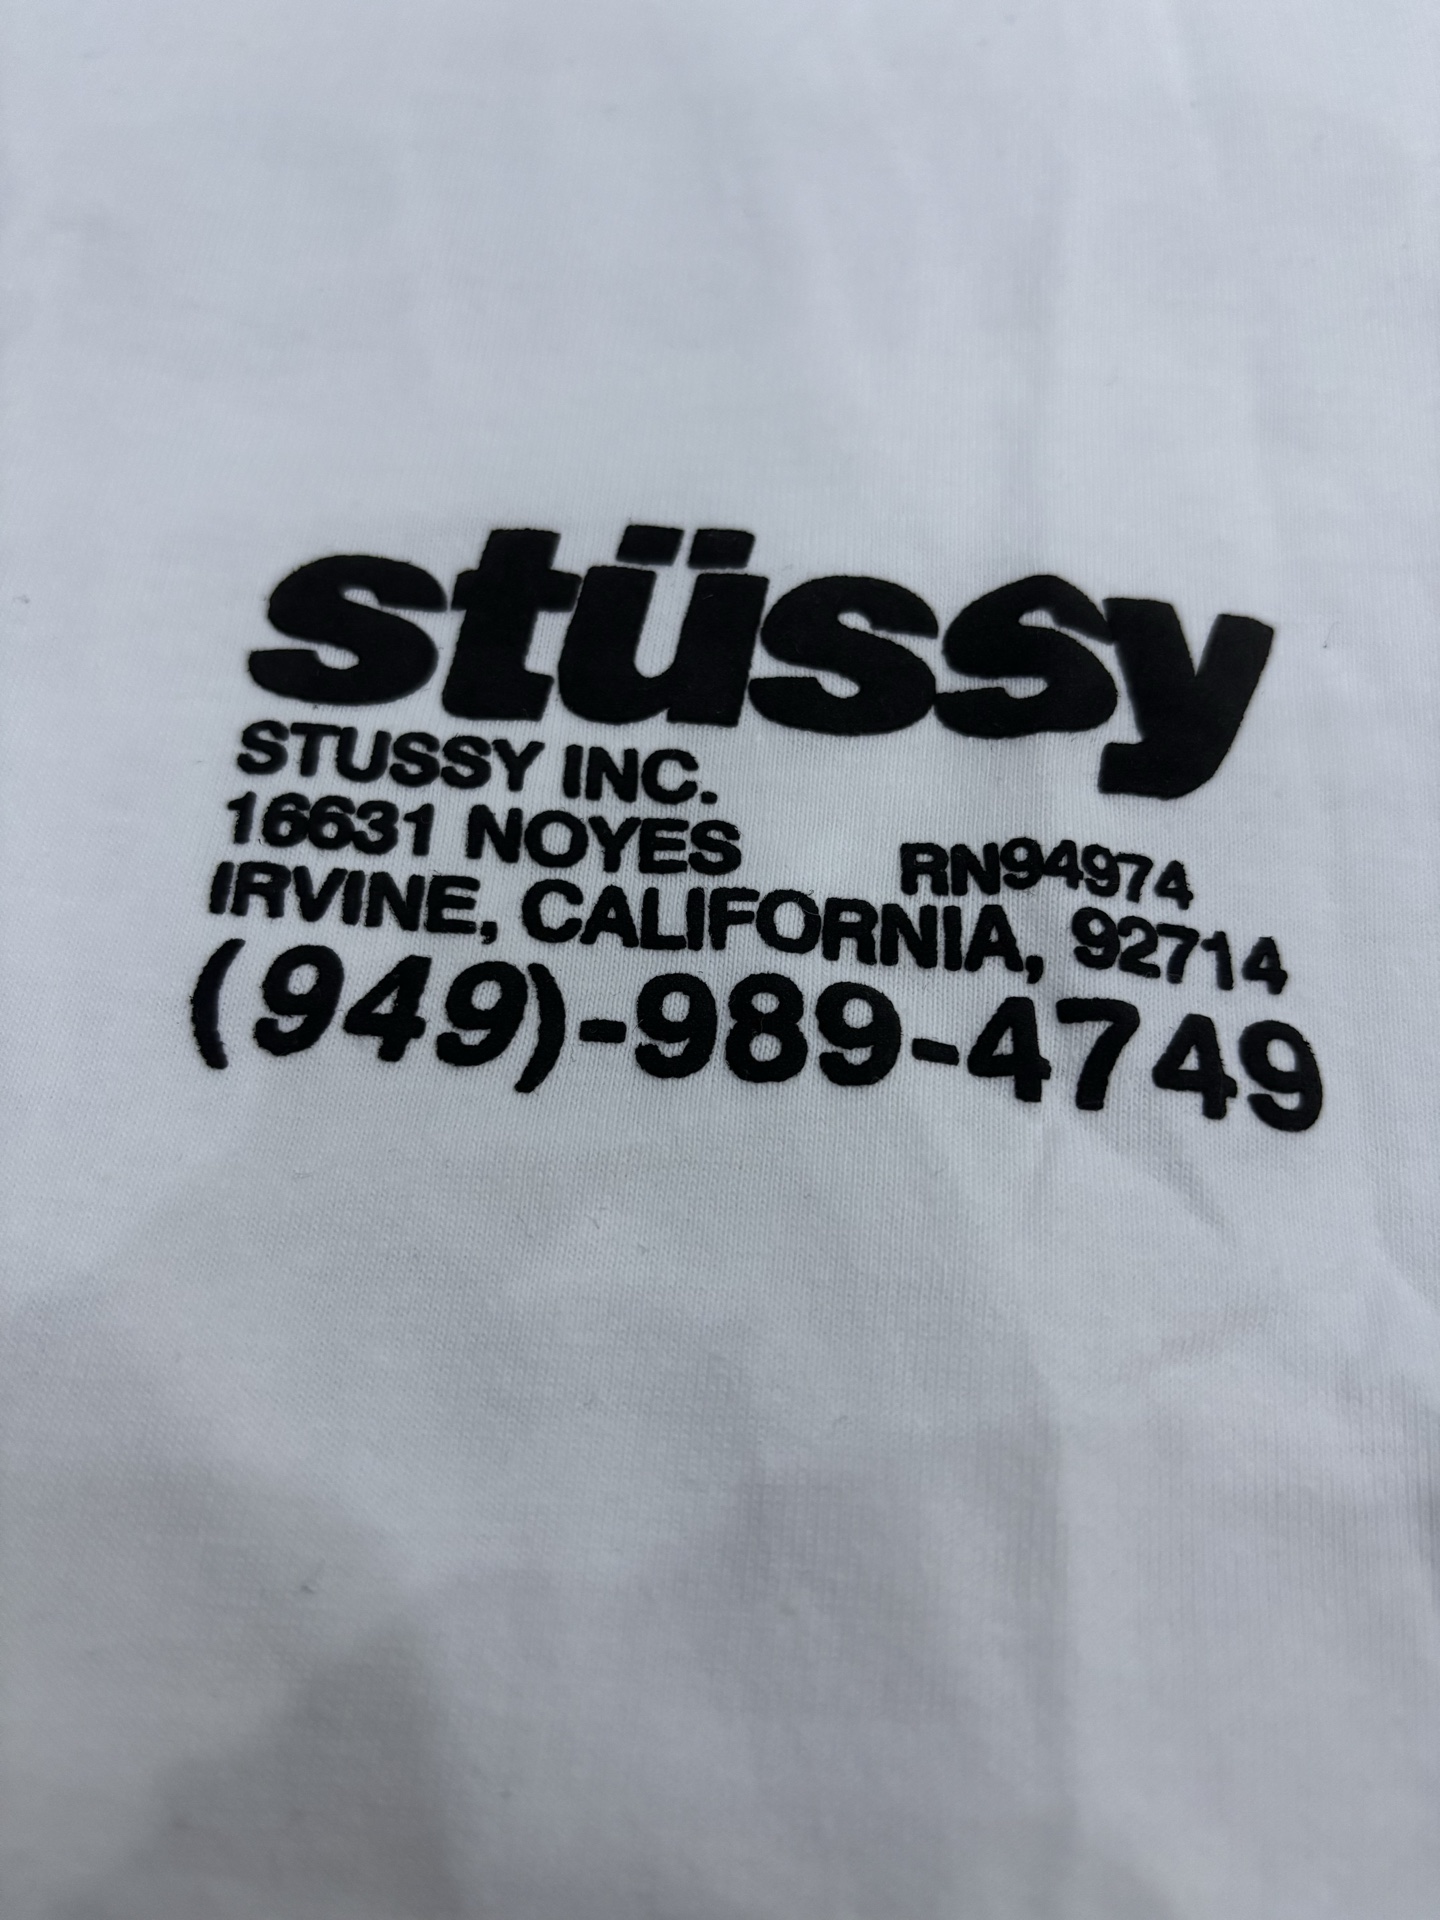 stüssy
STUSSY INC.
16631 NOYES RN94974
IRVINE, CALIFORNIA, 92714
(949)-989-4749